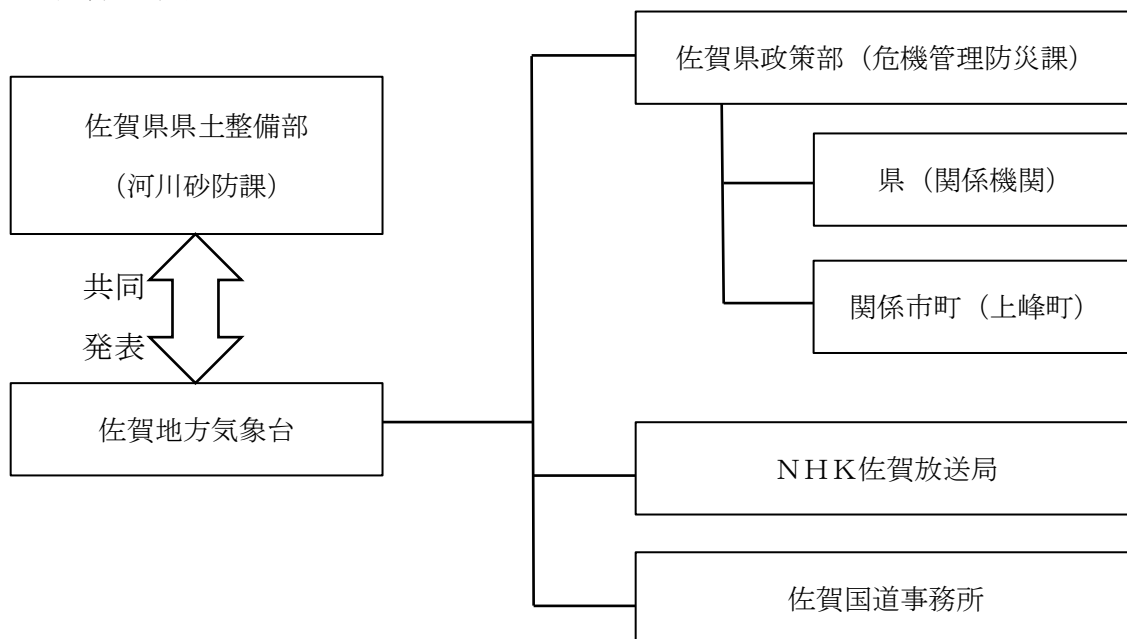 佐賀県政策部（危機管理防災課）
佐賀県県土整備部
（河川砂防課）
県（関係機関）
共同
発表
関係市町（上峰町）
佐賀地方気象台
ＮＨＫ佐賀放送局
佐賀国道事務所